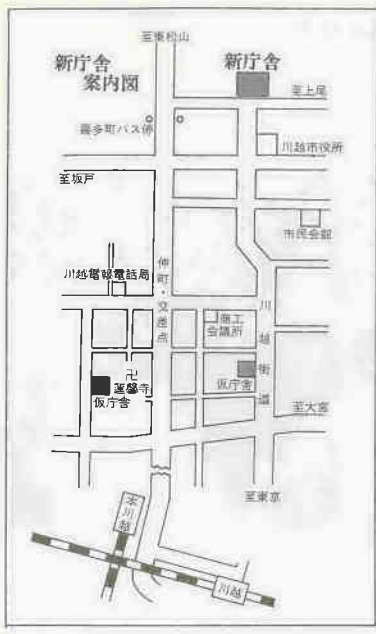 至東松山
新庁舎
案内図
新庁舎
至上尾
喜多町バス停
川越市役所
至坂戸
市民会館
川越電報電話局
仲町・交差点
商工
会議所
川越街道
卍
蓮馨寺
仮庁舎
仮庁舎
至大宮
至東京
本川越
川越